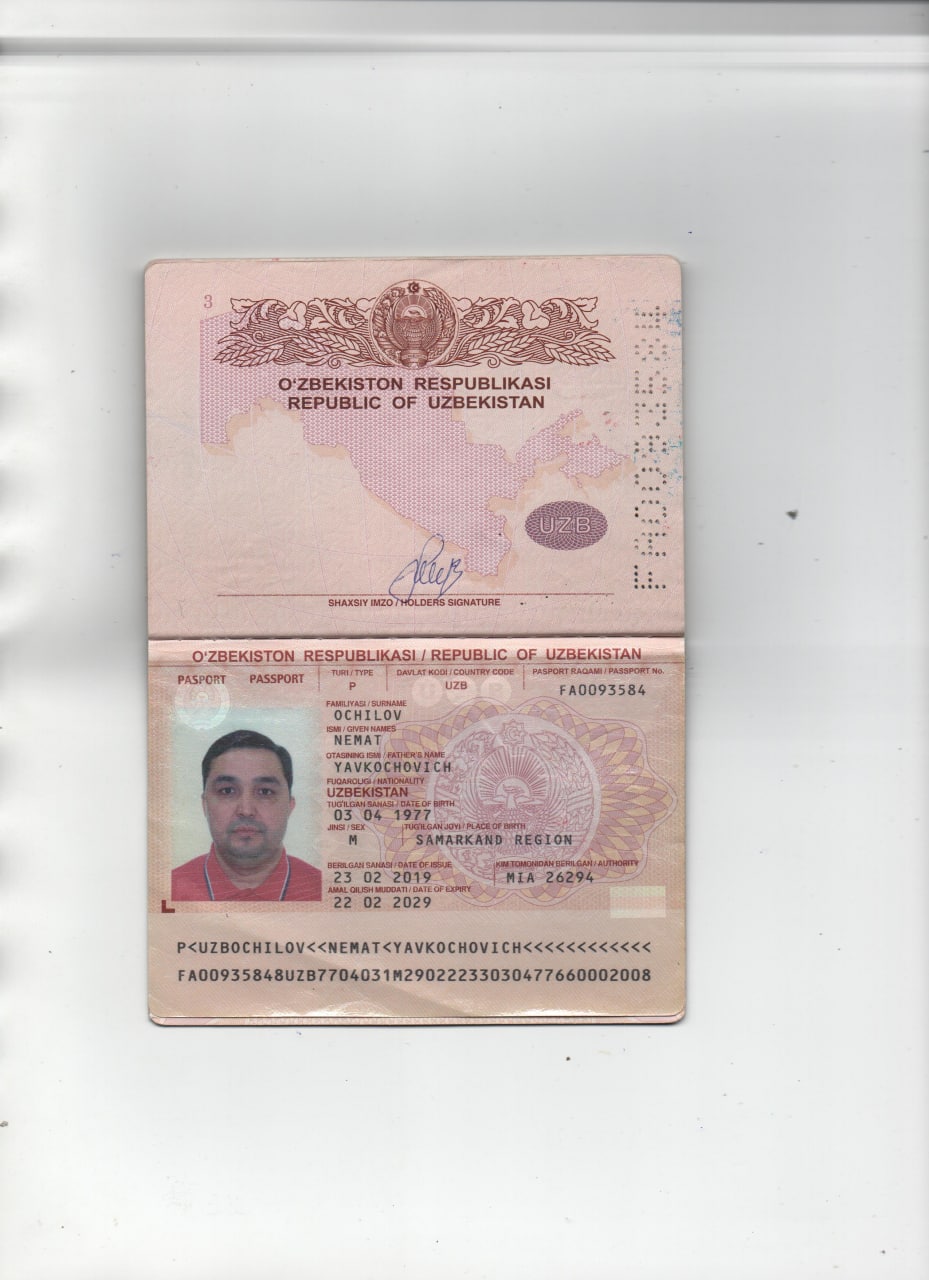 3
O‘ZBEKISTON RESPUBLIKASI
REPUBLIC OF UZBEKISTAN
UZB
SHAXSIY IMZO / HOLDERS SIGNATURE
O‘ZBEKISTON RESPUBLIKASI / REPUBLIC OF UZBEKISTAN
PASPORT PASSPORT
TURI / TYPE DAVLAT KODI / COUNTRY CODE PASPORT RAQAMI / PASSPORT No.
P UZB FA0093584
FAMILIYASI / SURNAME
OCHILOV
ISMI / GIVEN NAMES
NEMAT
OTASINING ISMI / FATHER'S NAME
YAVKOCHOVICH
FUQAROLIGI / NATIONALITY
UZBEKISTAN
TUG'ILGAN SANASI / DATE OF BIRTH
03 04 1977
JINSI / SEX TUG'ILGAN JOYI / PLACE OF BIRTH
M SAMARKAND REGION
BERILGAN SANASI / DATE OF ISSUE KIM TOMONIDAN BERILGAN / AUTHORITY
23 02 2019 MIA 26294
AMAL QILISH MUDDATI / DATE OF EXPIRY
22 02 2029
P<UZBOCHILOV<<NEMAT<YAVKOCHOVICH<<<<<<<<<<<<
FA00935848UZB7704031M29022233030477660002008